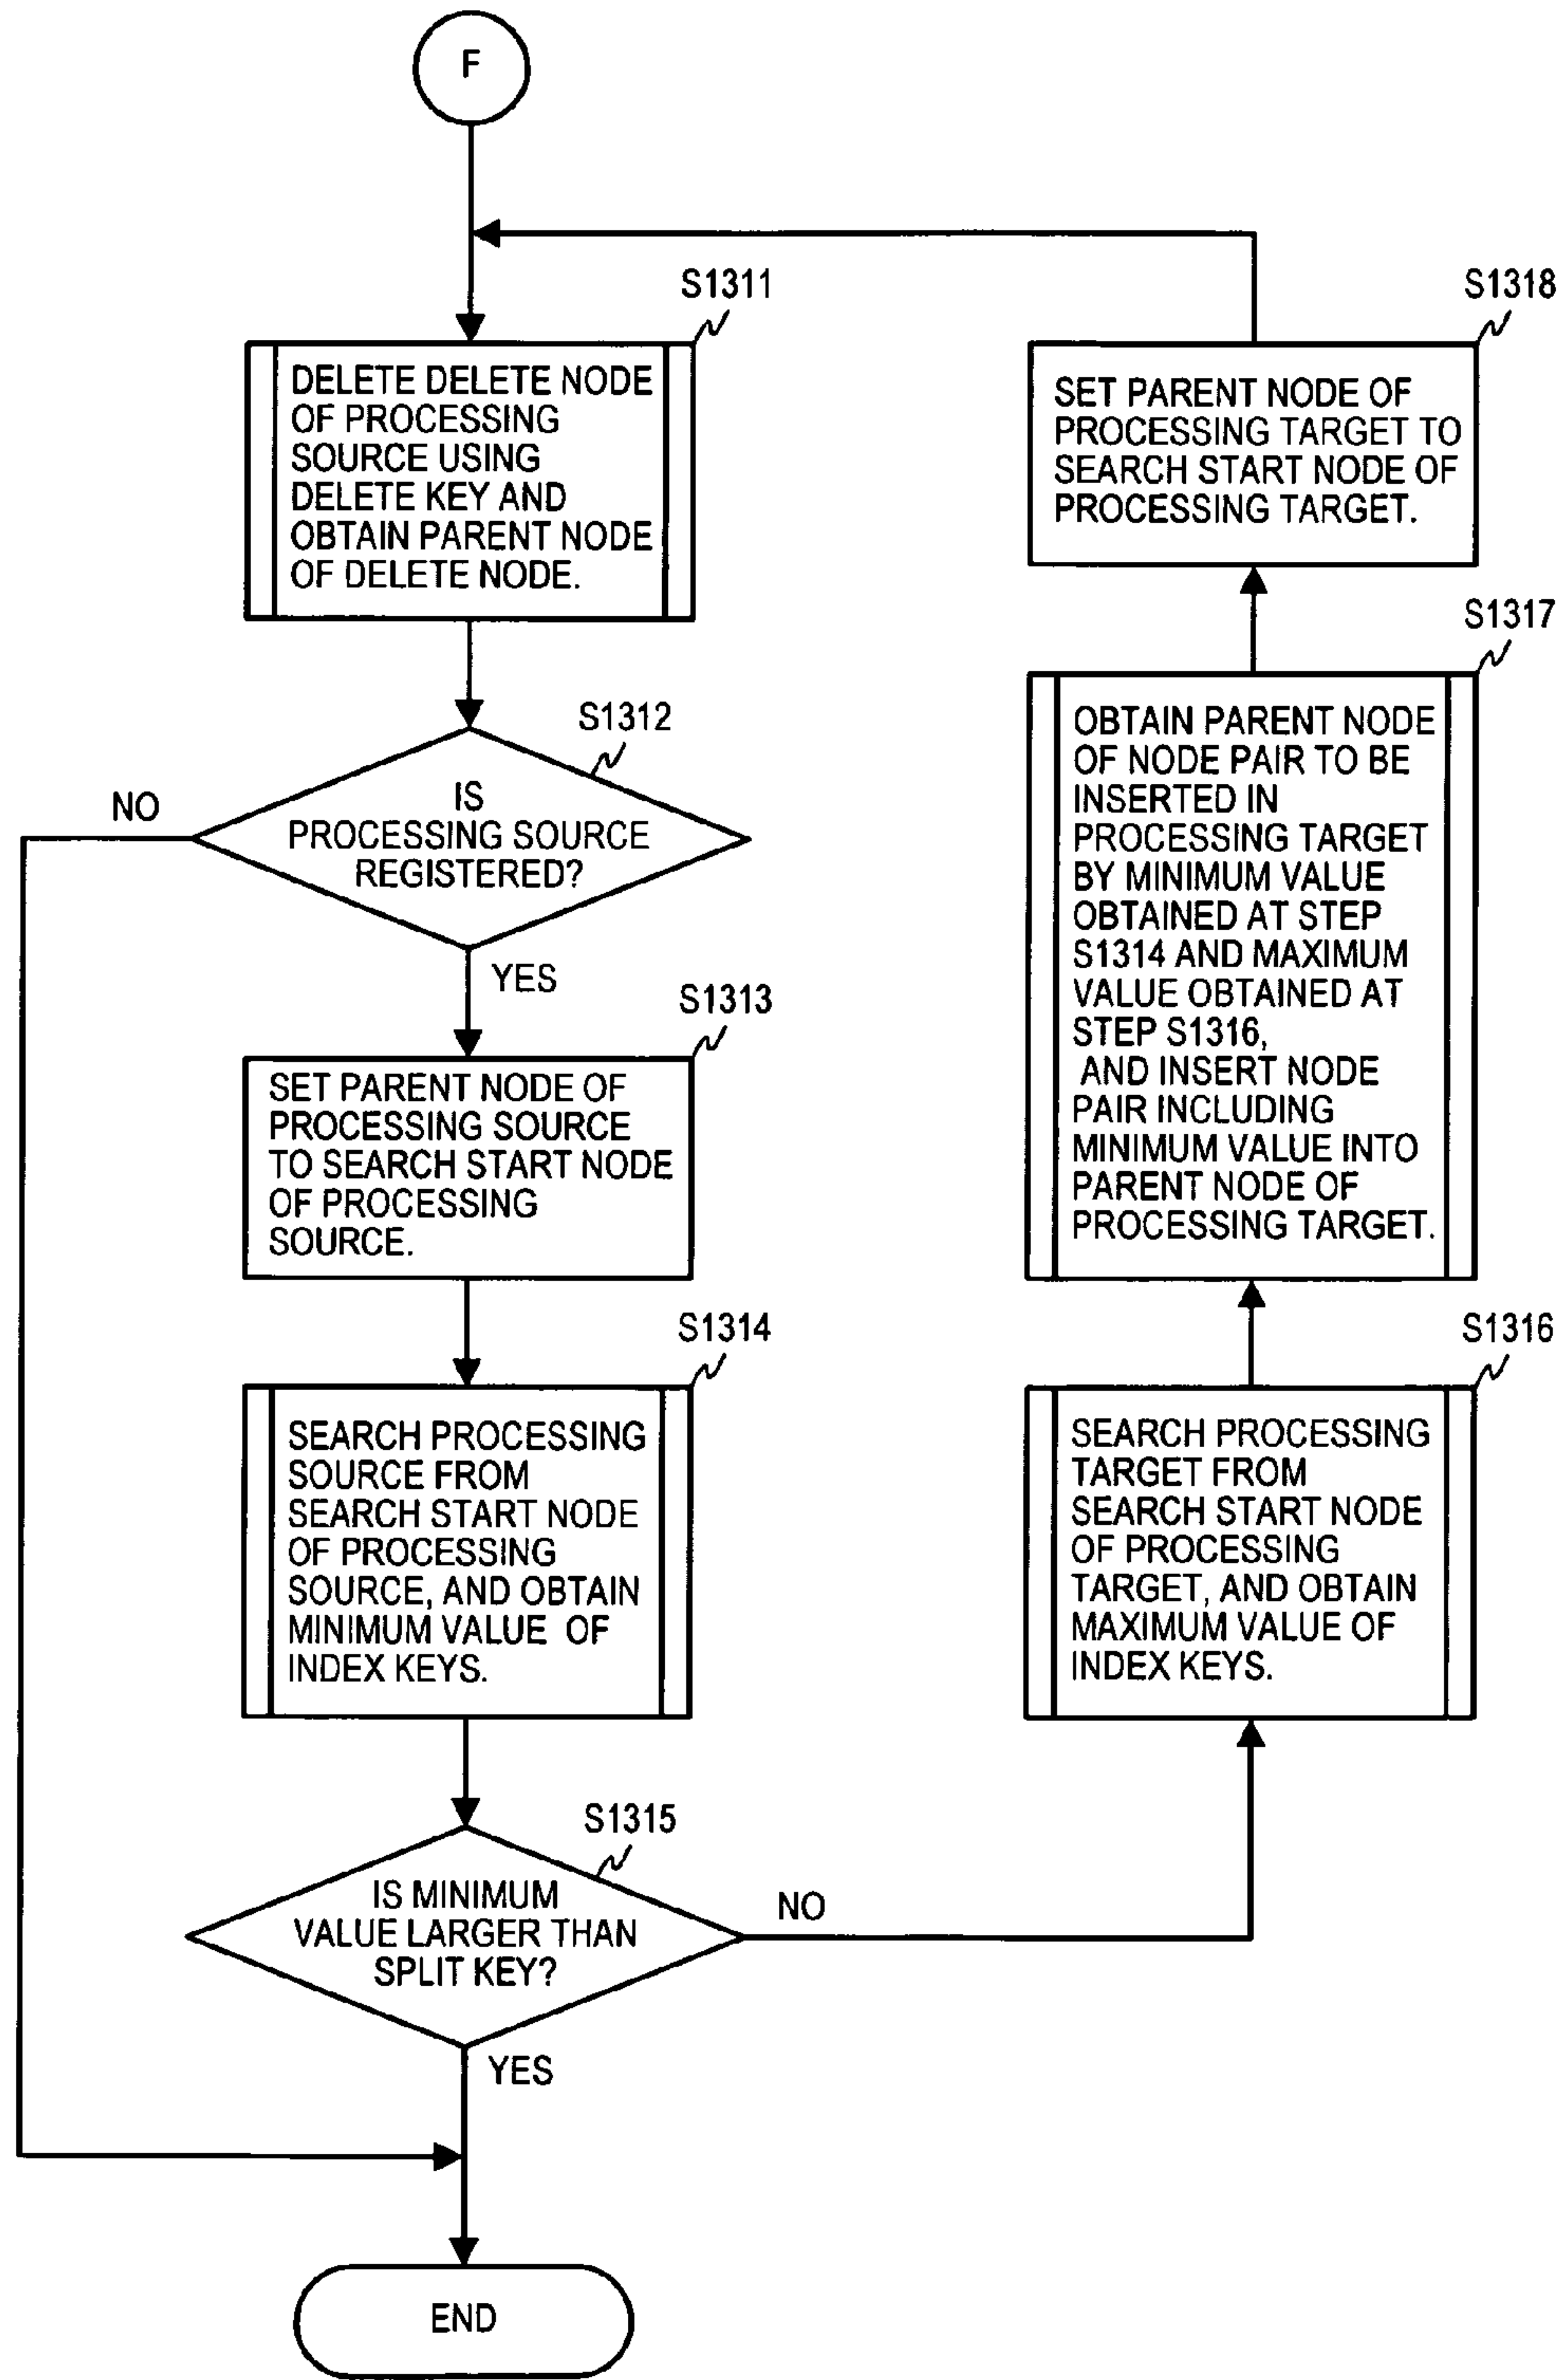 F
S1311
DELETE DELETE NODE
OF PROCESSING
SOURCE USING
DELETE KEY AND
OBTAIN PARENT NODE
OF DELETE NODE.
S1312
IS
PROCESSING SOURCE
REGISTERED?
NO
YES
S1313
SET PARENT NODE OF
PROCESSING SOURCE
TO SEARCH START NODE
OF PROCESSING
SOURCE.
S1314
SEARCH PROCESSING
SOURCE FROM
SEARCH START NODE
OF PROCESSING
SOURCE, AND OBTAIN
MINIMUM VALUE OF
INDEX KEYS.
S1315
IS MINIMUM
VALUE LARGER THAN
SPLIT KEY?
NO
YES
S1316
SEARCH PROCESSING
TARGET FROM
SEARCH START NODE
OF PROCESSING
TARGET, AND OBTAIN
MAXIMUM VALUE OF
INDEX KEYS.
S1317
OBTAIN PARENT NODE
OF NODE PAIR TO BE
INSERTED IN
PROCESSING TARGET
BY MINIMUM VALUE
OBTAINED AT STEP
S1314 AND MAXIMUM
VALUE OBTAINED AT
STEP S1316,
AND INSERT NODE
PAIR INCLUDING
MINIMUM VALUE INTO
PARENT NODE OF
PROCESSING TARGET.
S1318
SET PARENT NODE OF
PROCESSING TARGET TO
SEARCH START NODE OF
PROCESSING TARGET.
END